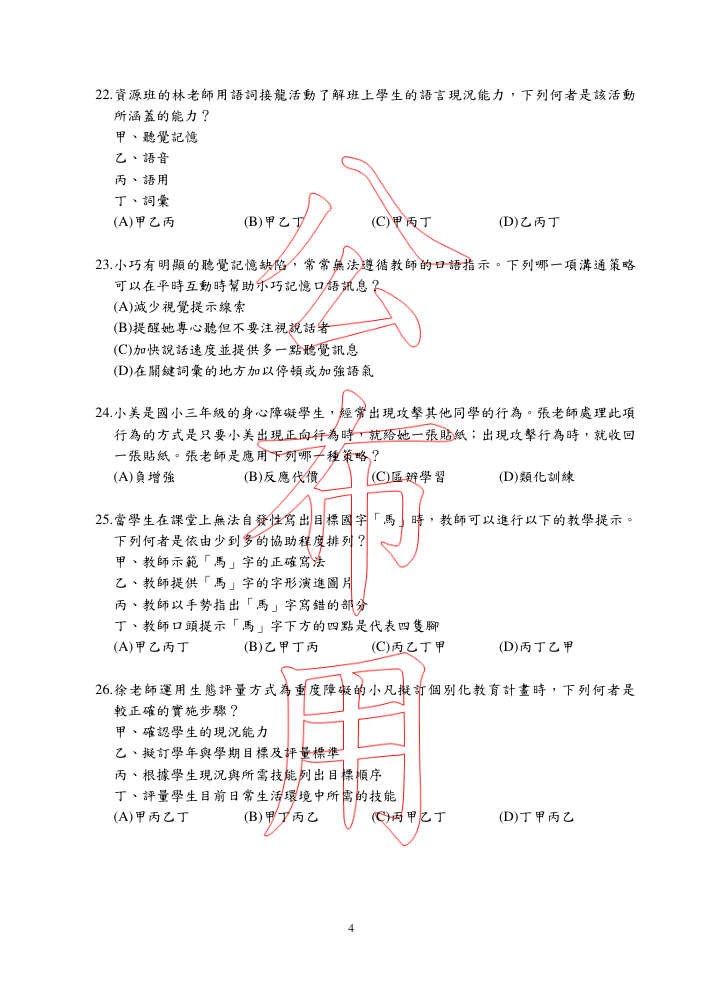 22.資源班的林老師用語詞接龍活動了解班上學生的語言現況能力，下列何者是該活動
所涵蓋的能力？
甲、聽覺記憶
乙、語音
丙、語用
丁、詞彙
(A)甲乙丙 (B)甲乙丁 (C)甲丙丁 (D)乙丙丁
23.小巧有明顯的聽覺記憶缺陷，常常無法遵循教師的口語指示。下列哪一項溝通策略
可以在平時互動時幫助小巧記憶口語訊息？
(A)減少視覺提示線索
(B)提醒她專心聽但不要注視說話者
(C)加快說話速度並提供多一點聽覺訊息
(D)在關鍵詞彙的地方加以停頓或加強語氣
24.小美是國小三年級的身心障礙學生，經常出現攻擊其他同學的行為。張老師處理此項
行為的方式是只要小美出現正向行為時，就給她一張貼紙；出現攻擊行為時，就收回
一張貼紙。張老師是應用下列哪一種策略？
(A)負增強 (B)反應代價 (C)區辨學習 (D)類化訓練
25.當學生在課堂上無法自發性寫出目標國字「馬」時，教師可以進行以下的教學提示。
下列何者是依由少到多的協助程度排列？
甲、教師示範「馬」字的正確寫法
乙、教師提供「馬」字的字形演進圖片
丙、教師以手勢指出「馬」字寫錯的部分
丁、教師口頭提示「馬」字下方的四點是代表四隻腳
(A)甲乙丙丁 (B)乙甲丁丙 (C)丙乙丁甲 (D)丙丁乙甲
26.徐老師運用生態評量方式為重度障礙的小凡擬訂個別化教育計畫時，下列何者是
較正確的實施步驟？
甲、確認學生的現況能力
乙、擬訂學年與學期目標及評量標準
丙、根據學生現況與所需技能列出目標順序
丁、評量學生目前日常生活環境中所需的技能
(A)甲丙乙丁 (B)甲丁丙乙 (C)丙甲乙丁 (D)丁甲丙乙
公布用
4